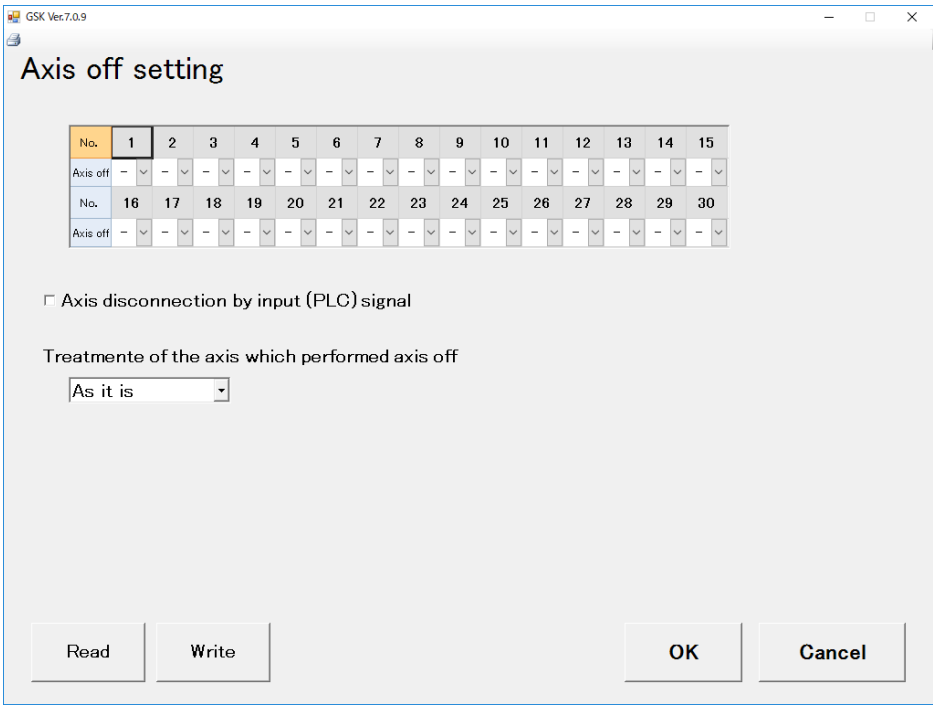 GSK Ver.7.0.9
Axis off setting
No. 1 2 3 4 5 6 7 8 9 10 11 12 13 14 15
Axis off - - - - - - - - - - - - - - -
No. 16 17 18 19 20 21 22 23 24 25 26 27 28 29 30
Axis off - - - - - - - - - - - - - - -
Axis disconnection by input (PLC) signal
Treatmente of the axis which performed axis off
As it is
Read Write OK Cancel